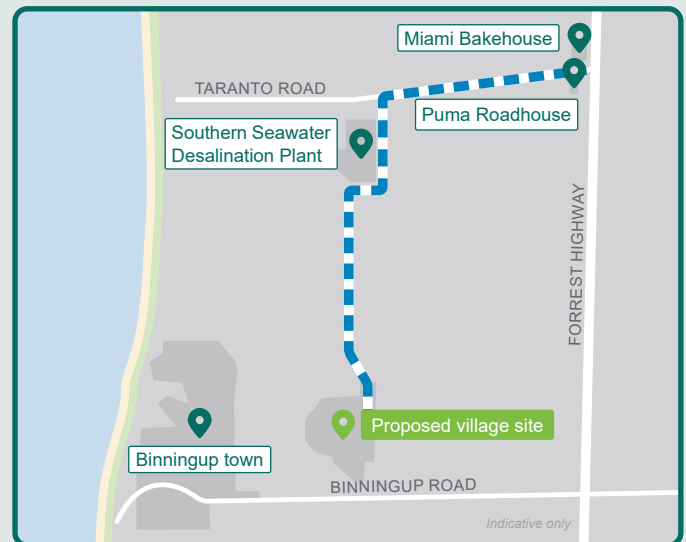 Miami Bakehouse
TARANTO ROAD
Puma Roadhouse
Southern Seawater
Desalination Plant
FORREST HIGHWAY
Proposed village site
Binningup town
BINNINGUP ROAD
Indicative only